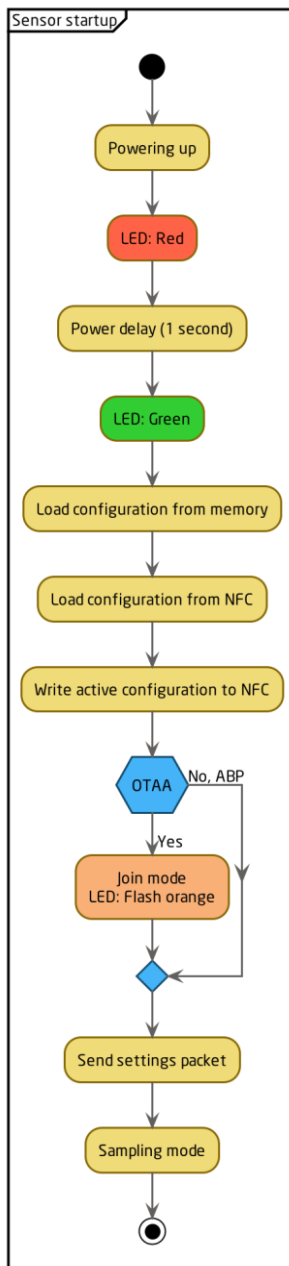 Sensor startup
Powering up
LED: Red
Power delay (1 second)
LED: Green
Load configuration from memory
Load configuration from NFC
Write active configuration to NFC
OTAA
No, ABP
Yes
Join mode
LED: Flash orange
Send settings packet
Sampling mode